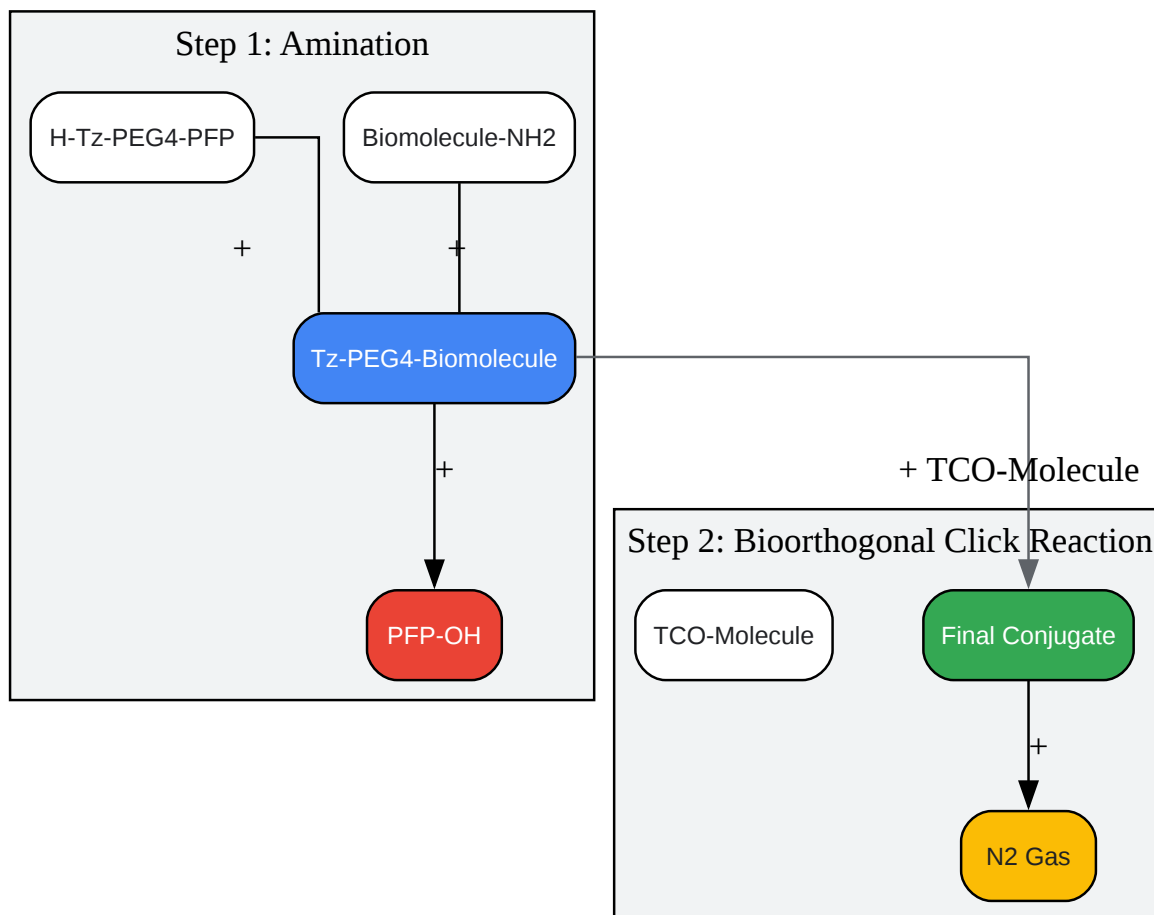 Step 1: Amination
H-Tz-PEG4-PFP
Biomolecule-NH2
+
+
Tz-PEG4-Biomolecule
+
PFP-OH
+ TCO-Molecule
Step 2: Bioorthogonal Click Reaction
TCO-Molecule
Final Conjugate
+
N2 Gas